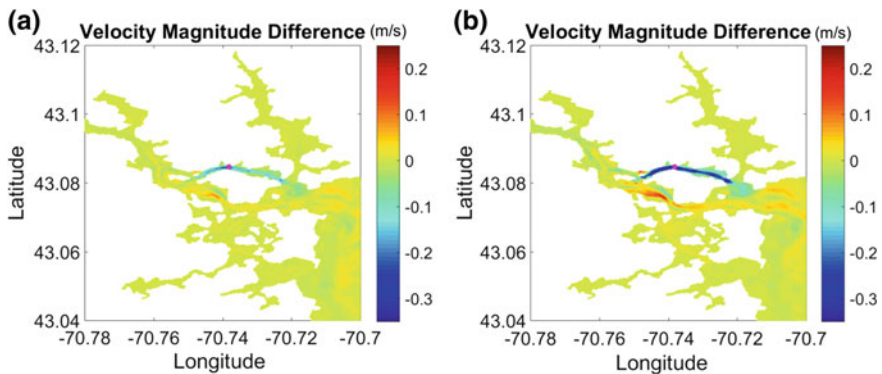 (a)
Velocity Magnitude Difference (m/s)
43.12
43.1
43.08
43.06
43.04
Latitude
-70.78 -70.76 -70.74 -70.72 -70.7
Longitude
0.2
0.1
0
-0.1
-0.2
-0.3
(b)
Velocity Magnitude Difference (m/s)
43.12
43.1
43.08
43.06
43.04
Latitude
-70.78 -70.76 -70.74 -70.72 -70.7
Longitude
0.2
0.1
0
-0.1
-0.2
-0.3